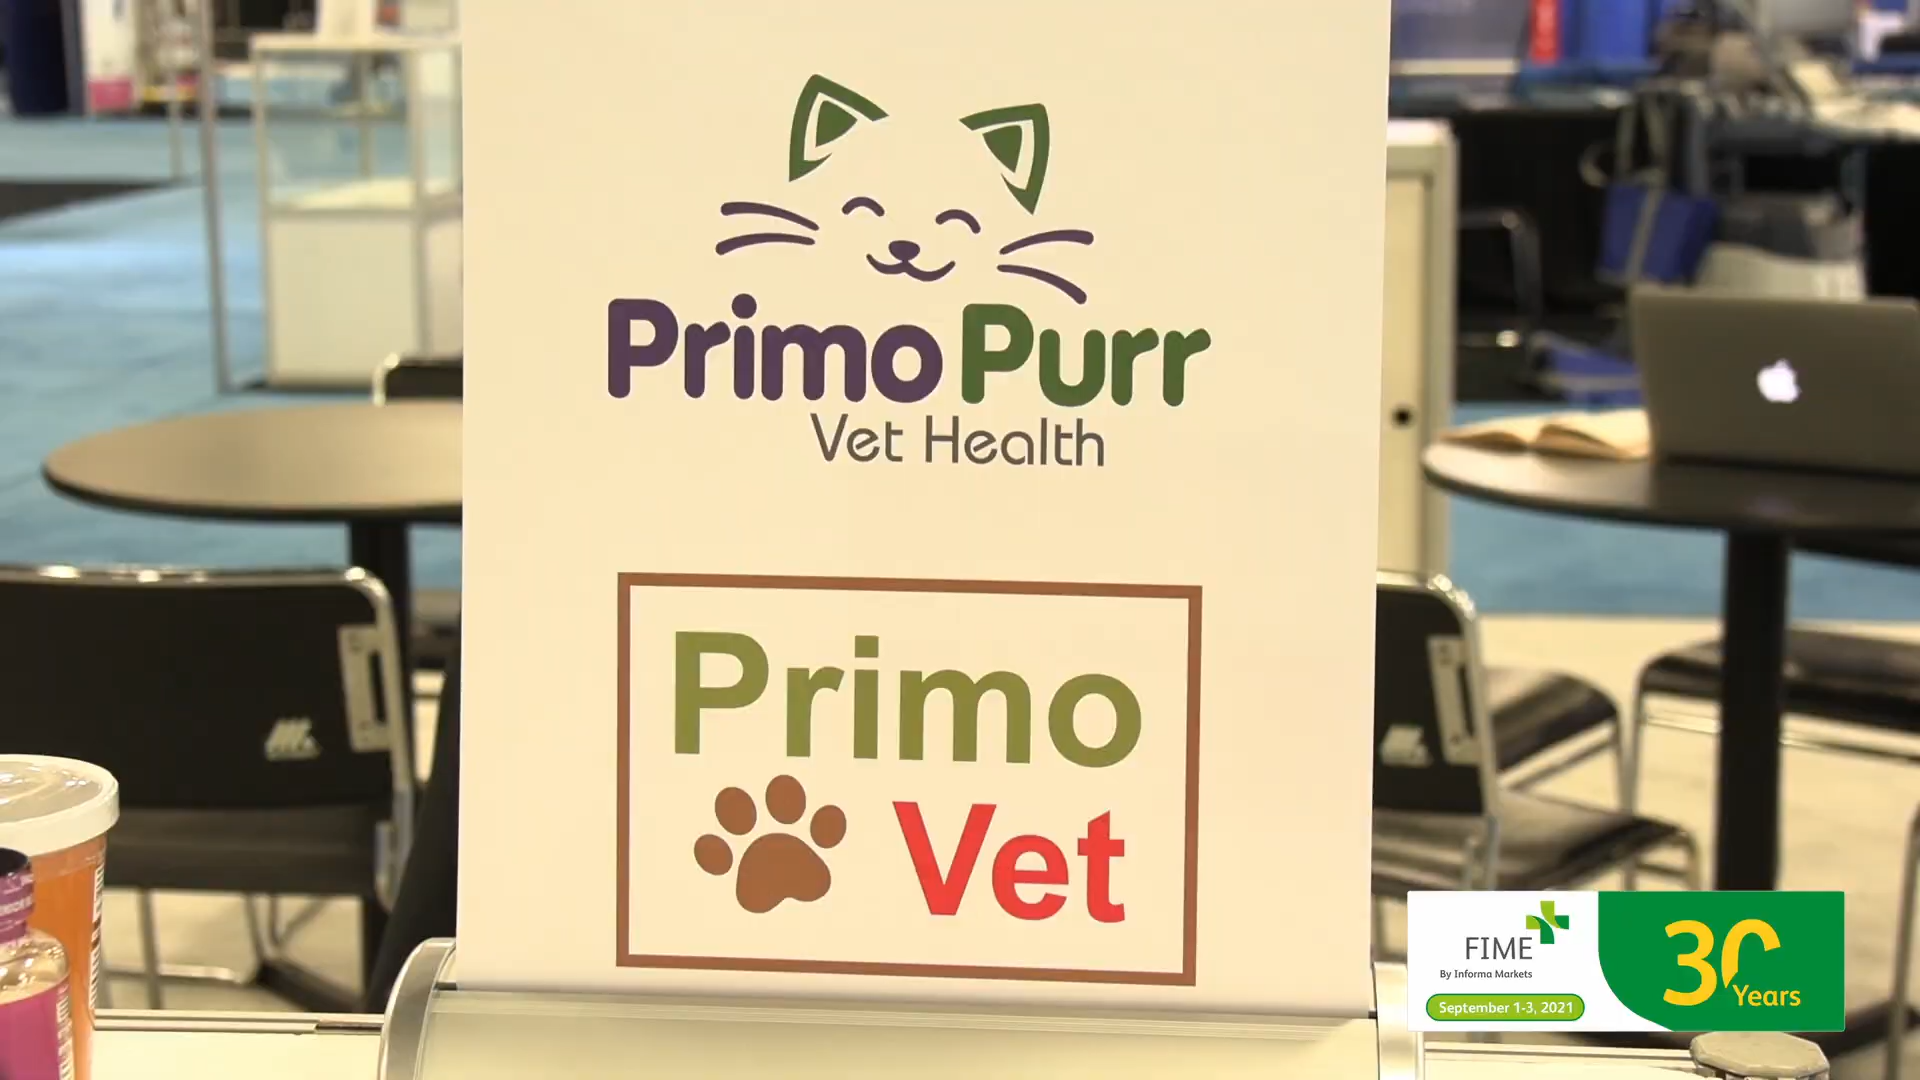 Primo Purr
Vet Health
Primo
Vet
FIME
By Informa Markets
September 1-3, 2021
30
Years